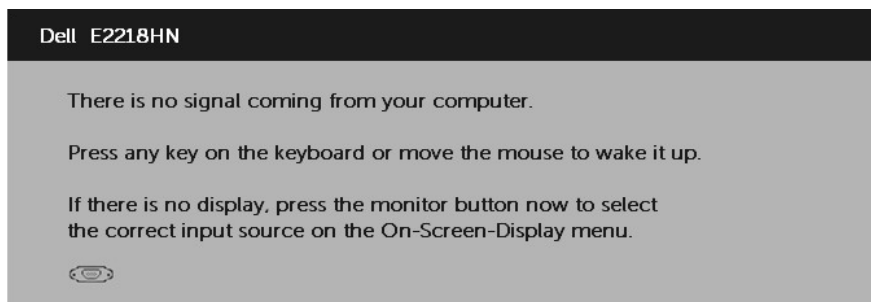 Dell E2218HN
There is no signal coming from your computer.
Press any key on the keyboard or move the mouse to wake it up.
If there is no display, press the monitor button now to select
the correct input source on the On-Screen-Display menu.